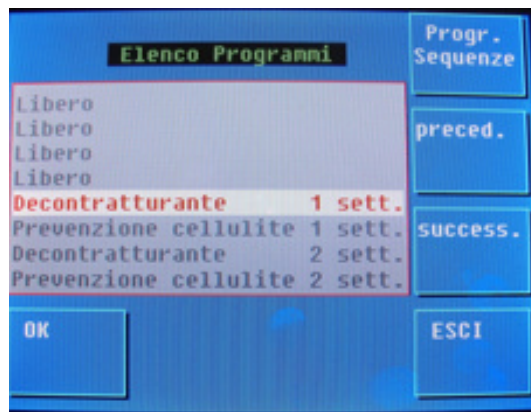 Elenco Programmi
Progr.
Sequenze
Libero
Libero
Libero
Libero
Decontratturante 1 sett.
Prevenzione cellulite 1 sett.
Decontratturante 2 sett.
Prevenzione cellulite 2 sett.
preced.
success.
OK
ESCI